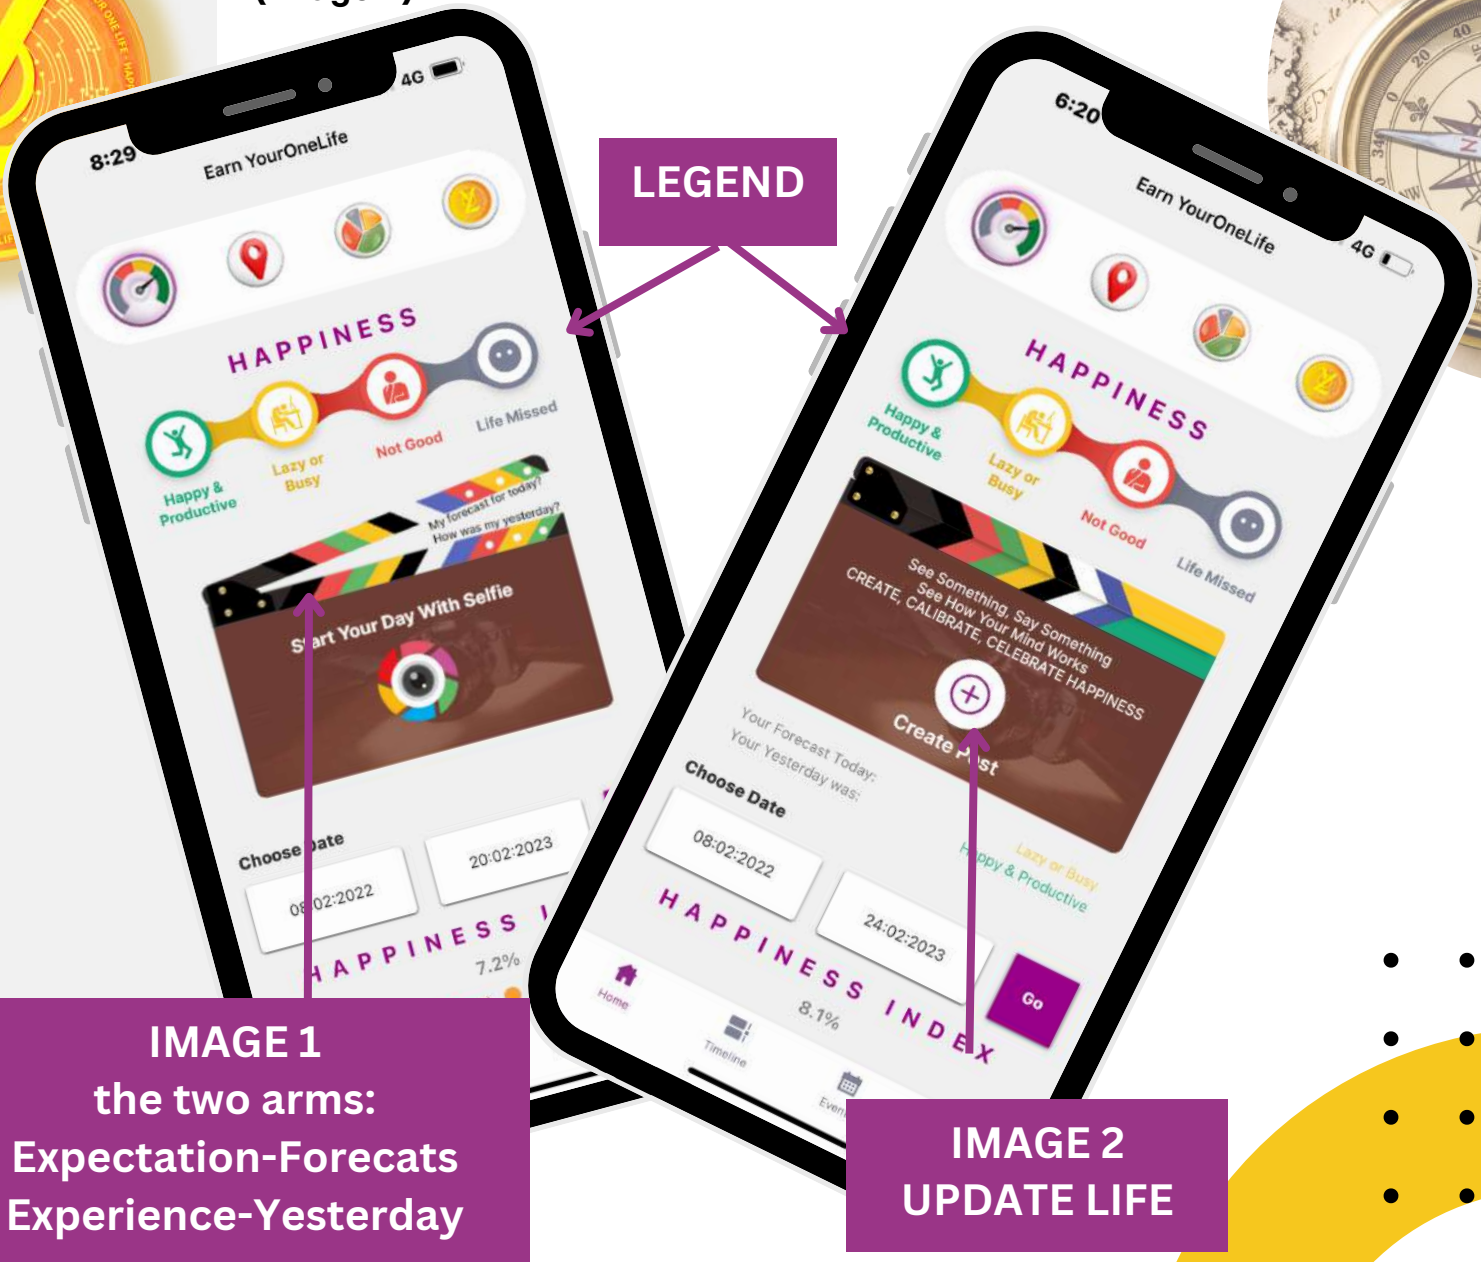 8:29
4G
Earn YourOneLife
HAPPINESS
Happy &
Productive
Lazy or
Busy
Not Good
Life Missed
My forecast for today?
How was my yesterday?
Start Your Day With Selfie
Choose Date
08:02:2022
20:02:2023
HAPPINESS
7.2%
LEGEND
6:20
4G
Earn YourOneLife
HAPPINESS
Happy &
Productive
Lazy or
Busy
Not Good
Life Missed
See Something, Say Something
See How Your Mind Works
CREATE, CALIBRATE, CELEBRATE HAPPINESS
Create Post
Your Forecast Today:
Lazy or Busy
Your Yesterday was:
Happy & Productive
Choose Date
08:02:2022
24:02:2023
Go
HAPPINESS INDEX
8.1%
Home
Timeline
IMAGE 1
the two arms:
Expectation-Forecats
Experience-Yesterday
IMAGE 2
UPDATE LIFE